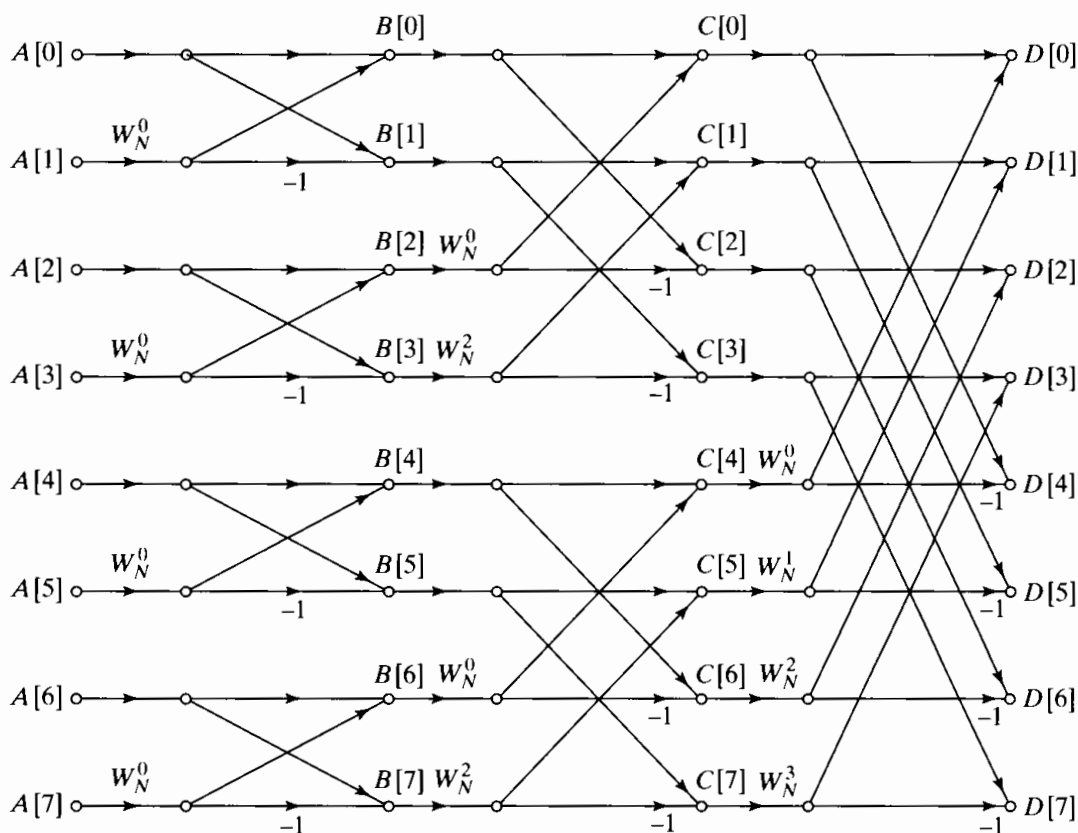 A[0] B[0] C[0] D[0]
W_N^0
A[1] B[1] C[1] D[1]
-1
A[2] B[2] W_N^0 C[2] D[2]
-1
W_N^0
A[3] B[3] W_N^2 C[3] D[3]
-1 -1
A[4] B[4] C[4] W_N^0 D[4]
-1
W_N^0
A[5] B[5] C[5] W_N^1 D[5]
-1 -1
A[6] B[6] W_N^0 C[6] W_N^2 D[6]
-1 -1
W_N^0
A[7] B[7] W_N^2 C[7] W_N^3 D[7]
-1 -1 -1